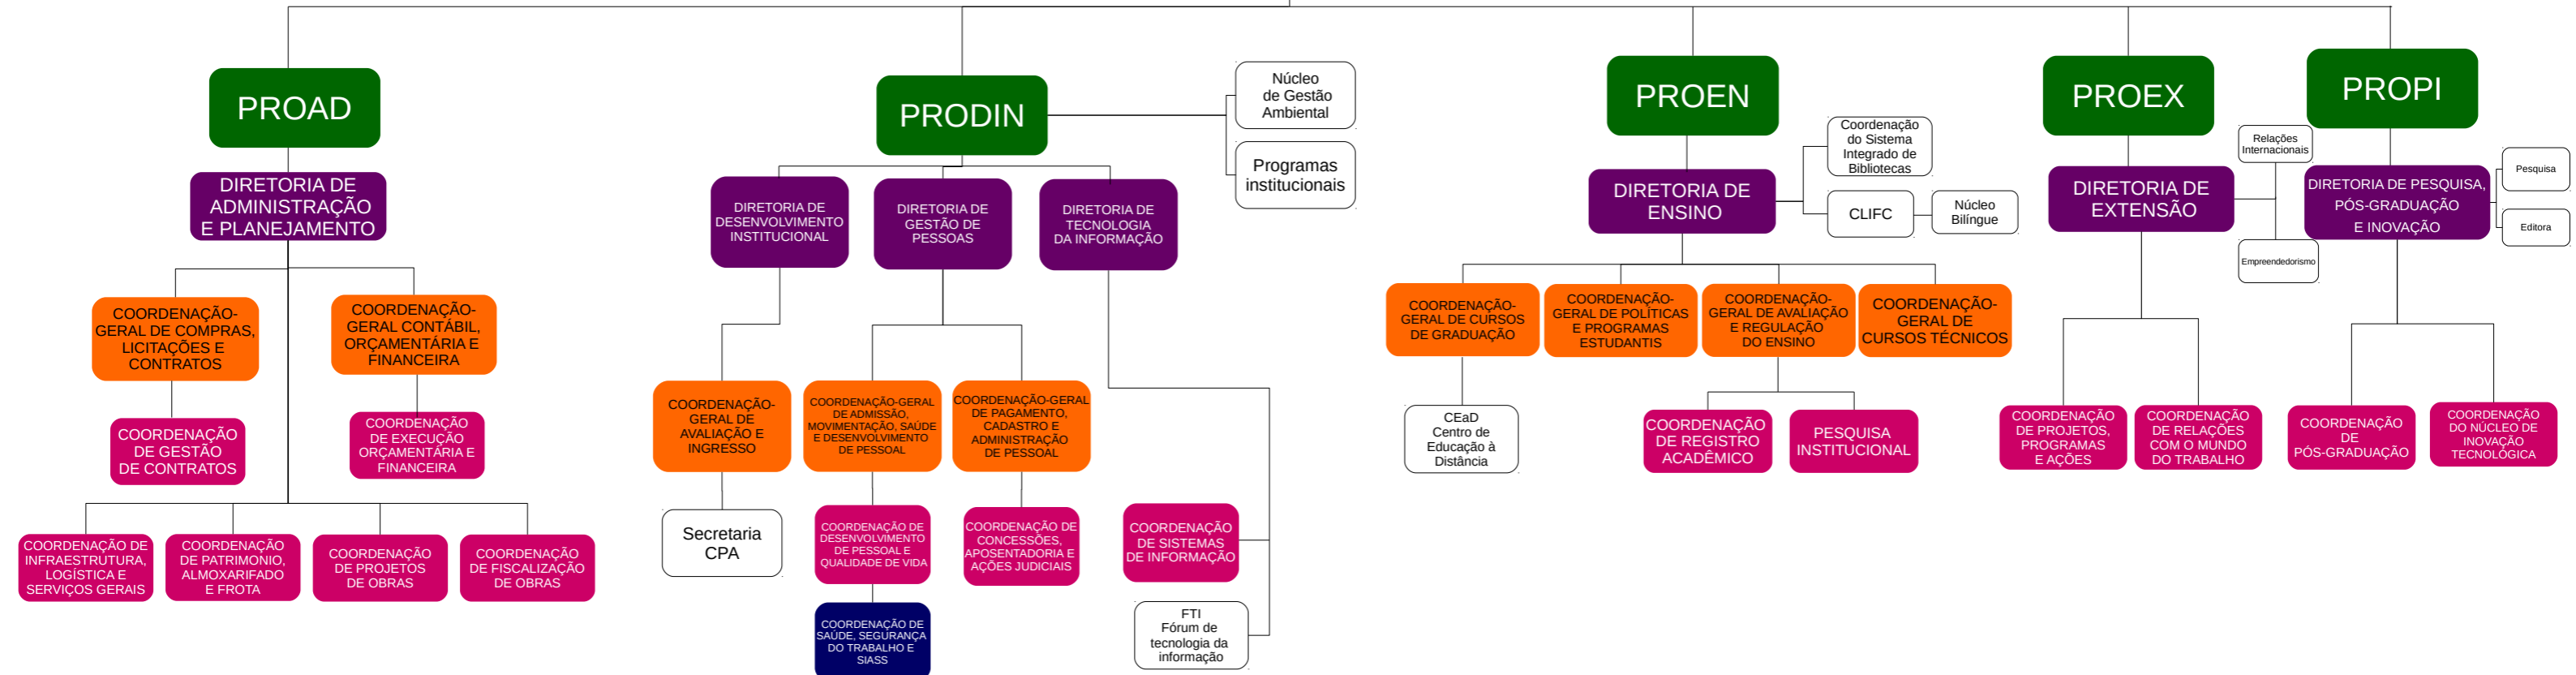 PROAD
DIRETORIA DE
ADMINISTRAÇÃO
E PLANEJAMENTO
COORDENAÇÃO-
GERAL DE COMPRAS,
LICITAÇÕES E
CONTRATOS
COORDENAÇÃO-
GERAL CONTÁBIL,
ORÇAMENTÁRIA E
FINANCEIRA
COORDENAÇÃO
DE GESTÃO
DE CONTRATOS
COORDENAÇÃO
DE EXECUÇÃO
ORÇAMENTÁRIA E
FINANCEIRA
COORDENAÇÃO DE
INFRAESTRUTURA,
LOGÍSTICA E
SERVIÇOS GERAIS
COORDENAÇÃO
DE PATRIMONIO,
ALMOXARIFADO
E FROTA
COORDENAÇÃO
DE PROJETOS
DE OBRAS
COORDENAÇÃO
DE FISCALIZAÇÃO
DE OBRAS
PRODIN
Núcleo
de Gestão
Ambiental
Programas
institucionais
DIRETORIA DE
DESENVOLVIMENTO
INSTITUCIONAL
DIRETORIA DE
GESTÃO DE
PESSOAS
DIRETORIA DE
TECNOLOGIA
DA INFORMAÇÃO
COORDENAÇÃO-
GERAL DE
AVALIAÇÃO E
INGRESSO
COORDENAÇÃO-GERAL
DE ADMISSÃO,
MOVIMENTAÇÃO, SAÚDE
E DESENVOLVIMENTO
DE PESSOAL
COORDENAÇÃO-GERAL
DE PAGAMENTO,
CADASTRO E
ADMINISTRAÇÃO
DE PESSOAL
Secretaria
CPA
COORDENAÇÃO DE
DESENVOLVIMENTO
DE PESSOAL E
QUALIDADE DE VIDA
COORDENAÇÃO DE
CONCESSÕES,
APOSENTADORIA E
AÇÕES JUDICIAIS
COORDENAÇÃO
DE SISTEMAS
DE INFORMAÇÃO
COORDENAÇÃO DE
SAÚDE, SEGURANÇA
DO TRABALHO E
SIASS
FTI
Fórum de
tecnologia da
informação
PROEN
DIRETORIA DE
ENSINO
Coordenação
do Sistema
Integrado de
Bibliotecas
CLIFC
Núcleo
Bilíngue
COORDENAÇÃO-
GERAL DE CURSOS
DE GRADUAÇÃO
COORDENAÇÃO-
GERAL DE POLÍTICAS
E PROGRAMAS
ESTUDANTIS
COORDENAÇÃO-
GERAL DE AVALIAÇÃO
E REGULAÇÃO
DO ENSINO
COORDENAÇÃO-
GERAL DE
CURSOS TÉCNICOS
CEaD
Centro de
Educação à
Distância
COORDENAÇÃO
DE REGISTRO
ACADÊMICO
PESQUISA
INSTITUCIONAL
PROEX
DIRETORIA DE
EXTENSÃO
Relações
Internacionais
Empreendedorismo
COORDENAÇÃO
DE PROJETOS,
PROGRAMAS
E AÇÕES
COORDENAÇÃO
DE RELAÇÕES
COM O MUNDO
DO TRABALHO
PROPI
DIRETORIA DE PESQUISA,
PÓS-GRADUAÇÃO
E INOVAÇÃO
Pesquisa
Editora
COORDENAÇÃO
DE
PÓS-GRADUAÇÃO
COORDENAÇÃO
DO NÚCLEO DE
INOVAÇÃO
TECNOLÓGICA